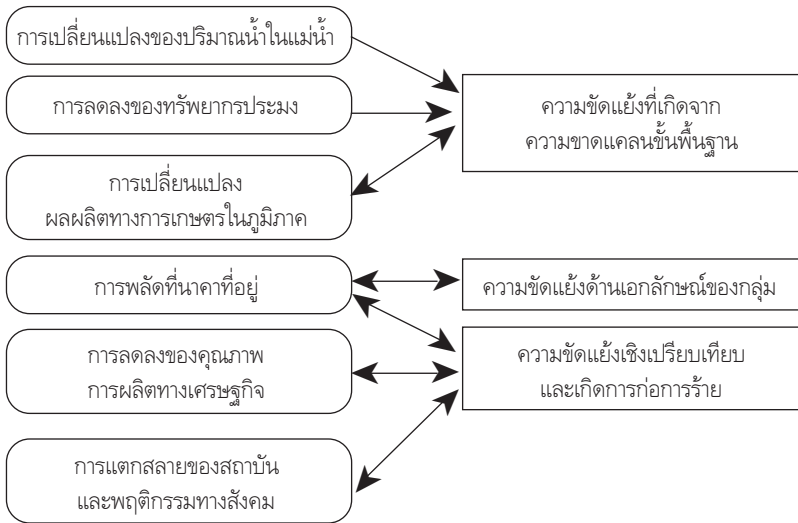 การเปลี่ยนแปลงของปริมาณน้ำในแม่น้ำ
การลดลงของทรัพยากรประมง
ความขัดแย้งที่เกิดจาก
ความขาดแคลนขั้นพื้นฐาน
การเปลี่ยนแปลง
ผลผลิตทางการเกษตรในภูมิภาค
การพลัดที่นาคาที่อยู่
ความขัดแย้งด้านเอกลักษณ์ของกลุ่ม
การลดลงของคุณภาพ
การผลิตทางเศรษฐกิจ
ความขัดแย้งเชิงเปรียบเทียบ
และเกิดการก่อการร้าย
การแตกสลายของสถาบัน
และพฤติกรรมทางสังคม